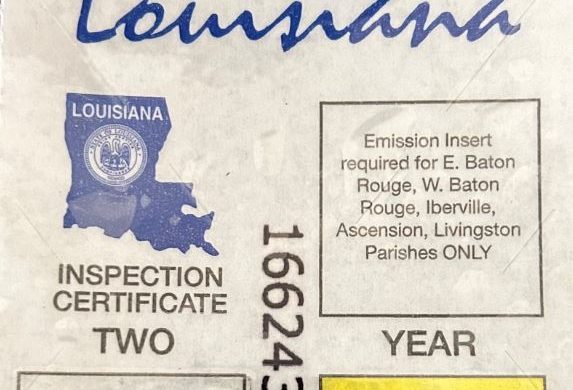 Louisiana
LOUISIANA
Emission Insert
required for E. Baton
Rouge, W. Baton
Rouge, Iberville,
Ascension, Livingston
Parishes ONLY
INSPECTION
CERTIFICATE
TWO
YEAR
166243